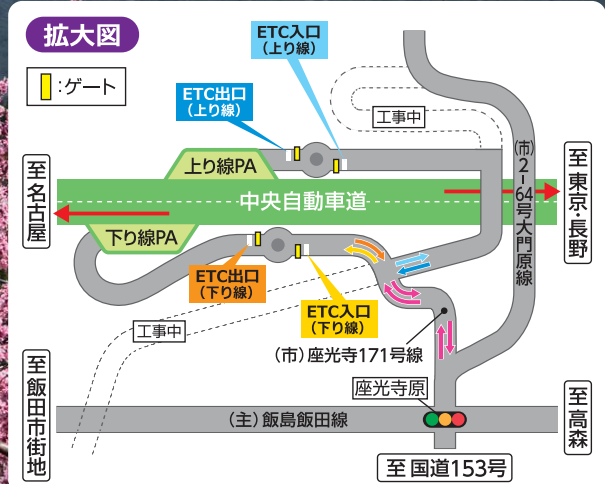 拡大図
:ゲート
ETC入口
(上り線)
ETC出口
(上り線)
工事中
(市)2-64号大門原線
至名古屋
至東京・長野
上り線PA
中央自動車道
下り線PA
ETC出口
(下り線)
ETC入口
(下り線)
工事中
(市)座光寺171号線
至飯田市街地
座光寺原
至高森
(主)飯島飯田線
至 国道153号